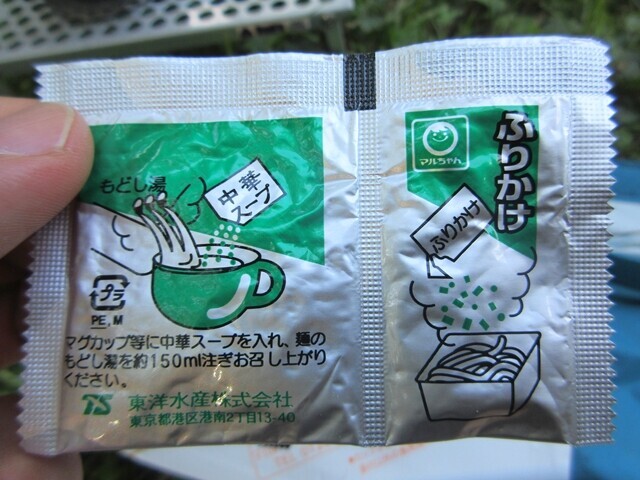 もどし湯
中華
スープ
プラ
PE, M
マグカップ等に中華スープを入れ、麺の
もどし湯を約150ml注ぎお召し上がり
ください。
TS 東洋水産株式会社
東京都港区港南2丁目13-40
マルちゃん
ふりかけ
ふりかけ